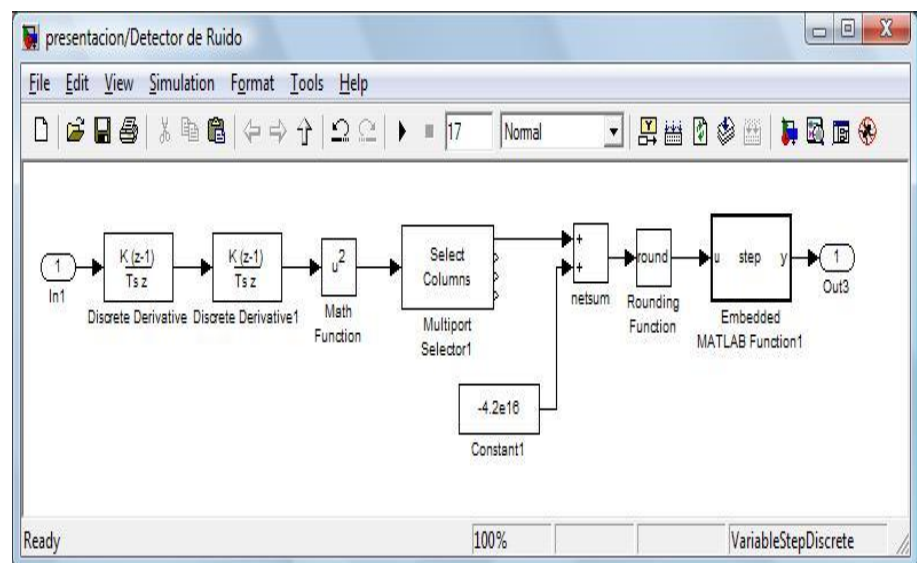 presentacion/Detector de Ruido
File Edit View Simulation Format Tools Help
17 Normal
1
In1
K (z-1)
Ts z
Discrete Derivative
K (z-1)
Ts z
Discrete Derivative1
u²
Math
Function
Select
Columns
Multiport
Selector1
-4.2e16
Constant1
+
+
netsum
round
Rounding
Function
u step y
Embedded
MATLAB Function1
1
Out3
Ready 100% VariableStepDiscrete